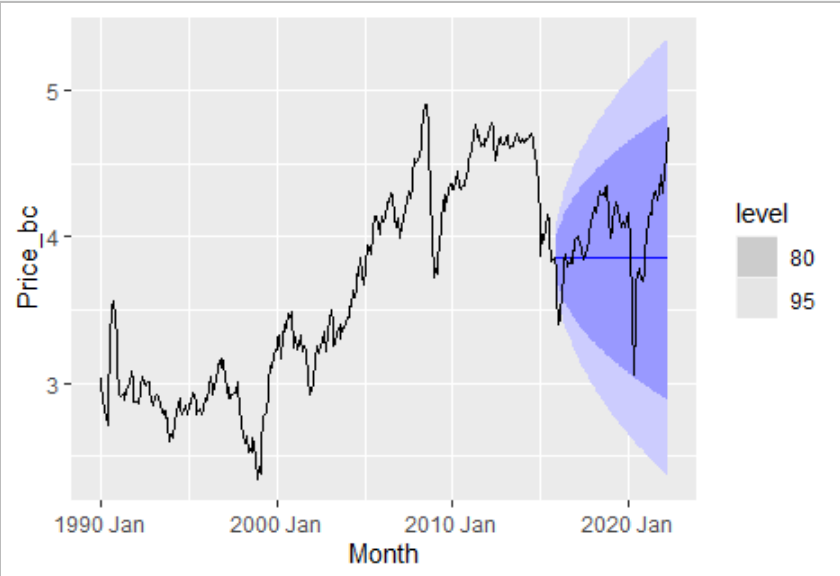 5
4
3
Price_bc
1990 Jan
2000 Jan
2010 Jan
2020 Jan
Month
level
80
95